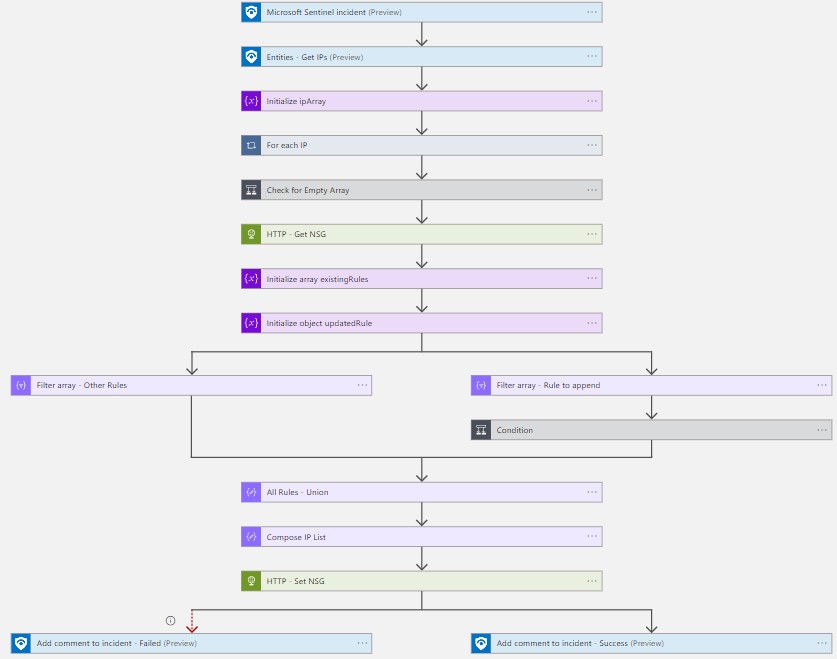 Microsoft Sentinel incident (Preview)
Entities - Get IPs (Preview)
Initialize ipArray
For each IP
Check for Empty Array
HTTP - Get NSG
Initialize array existingRules
Initialize object updatedRule
Filter array - Other Rules
Filter array - Rule to append
Condition
All Rules - Union
Compose IP List
HTTP - Set NSG
Add comment to incident - Failed (Preview)
Add comment to incident - Success (Preview)